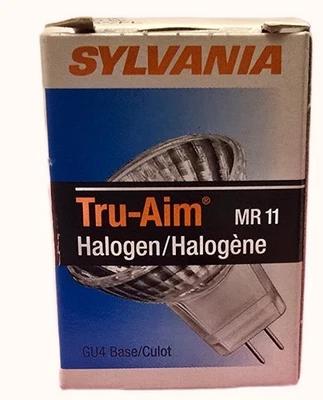 SYLVANIA
Tru-Aim® MR 11
Halogen/Halogène
GU4 Base/Culot